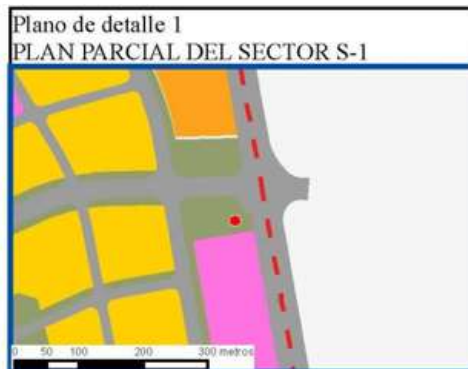 Plano de detalle 1
PLAN PARCIAL DEL SECTOR S-1
0 50 100 200 300 metros